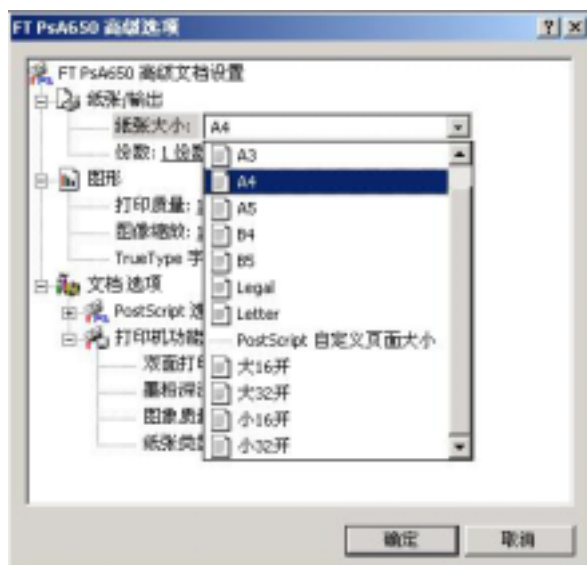 FT PsA650 高级选项
FT PsA650 高级文档设置
纸张/输出
纸张大小: A4
份数: 1 份数
A3
A4
图形
A5
打印质量:
B4
图像缩放:
B5
TrueType 字
Legal
文档选项
Letter
PostScript 选
PostScript 自定义页面大小
打印机功能
大16开
双面打印
大32开
墨粉深
小16开
图象质量
小32开
纸张类型
确定
取消